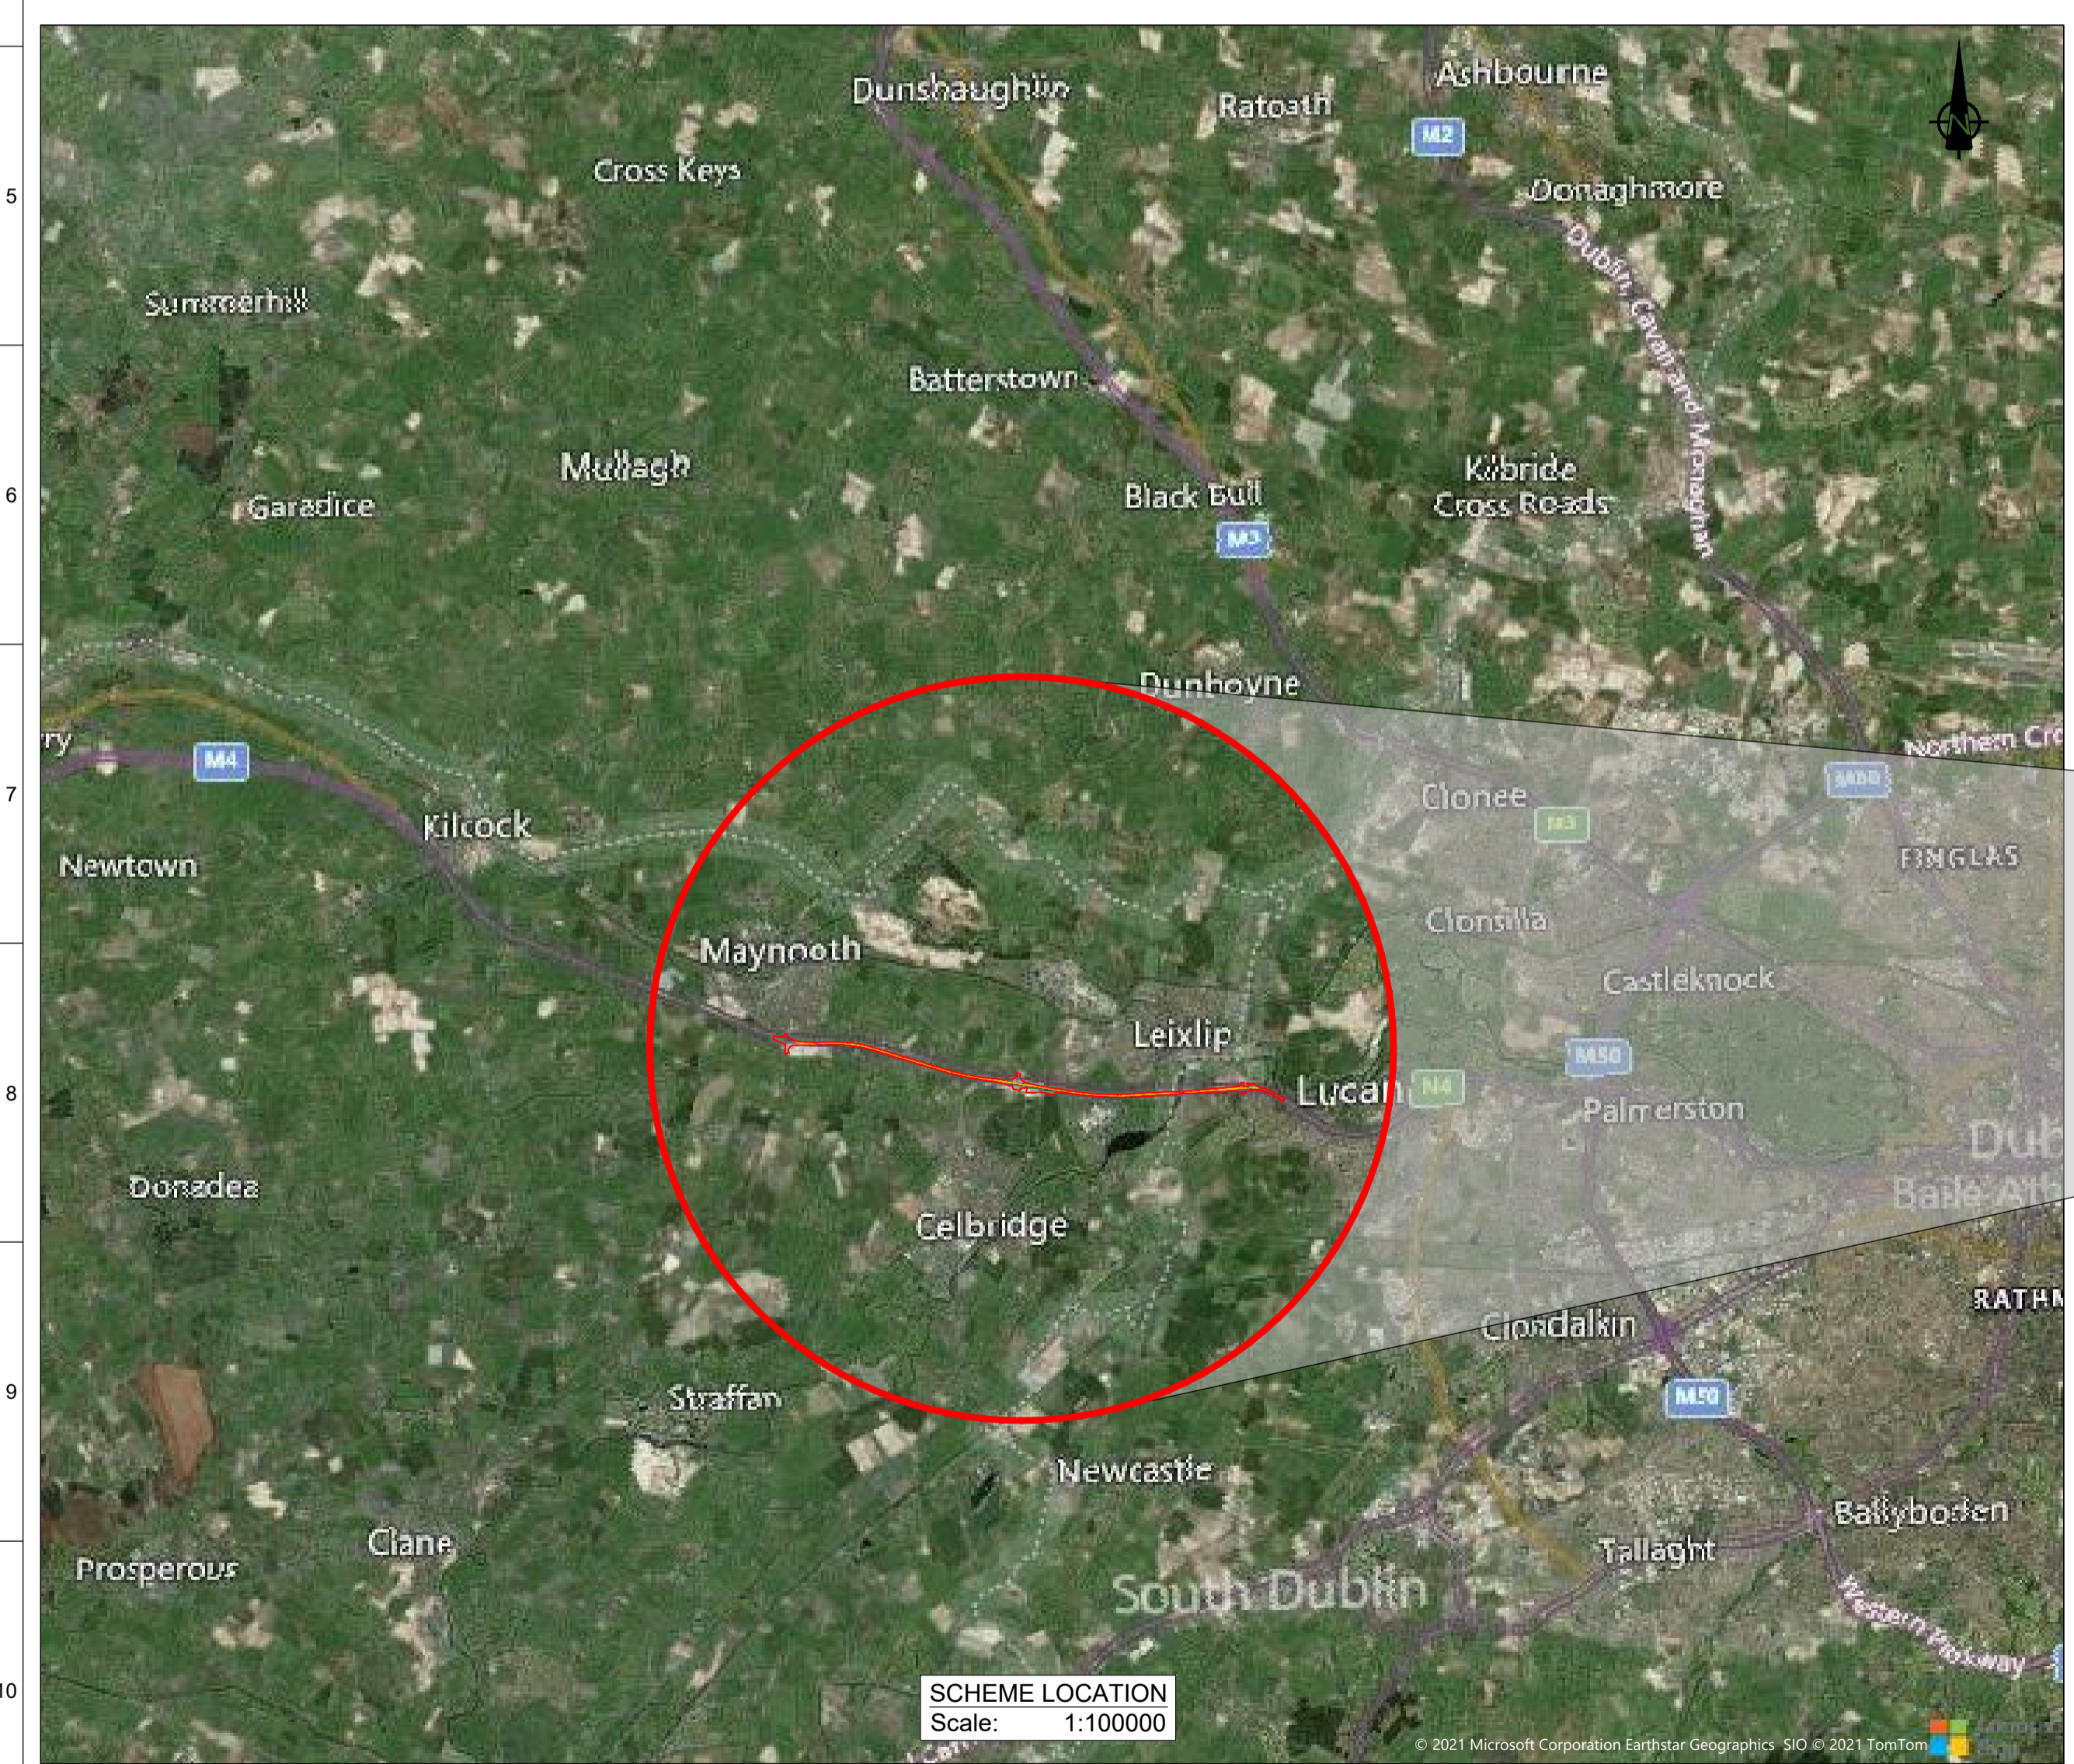 Dunshaughlin
Ratoath
Ashbourne
M2
Cross Keys
Donaghmore
5
Dublin, Cavan and Monaghan
Summerhill
Batterstown
Mullagh
Kilbride
Cross Roads
6
Garadice
Black Bull
M3
Dunboyne
ry
M4
Northern Cro
M50
7
Kilcock
Clonee
M3
Newtown
FINGLAS
Clonsilla
Maynooth
Castleknock
Leixlip
M50
8
Lucan
N4
Palmerston
Dub
Donadea
Baile Ath
Celbridge
RATHM
Clondalkin
9
Straffan
M50
Newcastle
Ballyboden
Clane
Tallaght
Prosperous
South Dublin
Western Parkway
10
SCHEME LOCATION
Scale: 1:100000
© 2021 Microsoft Corporation Earthstar Geographics SIO © 2021 TomTom
N